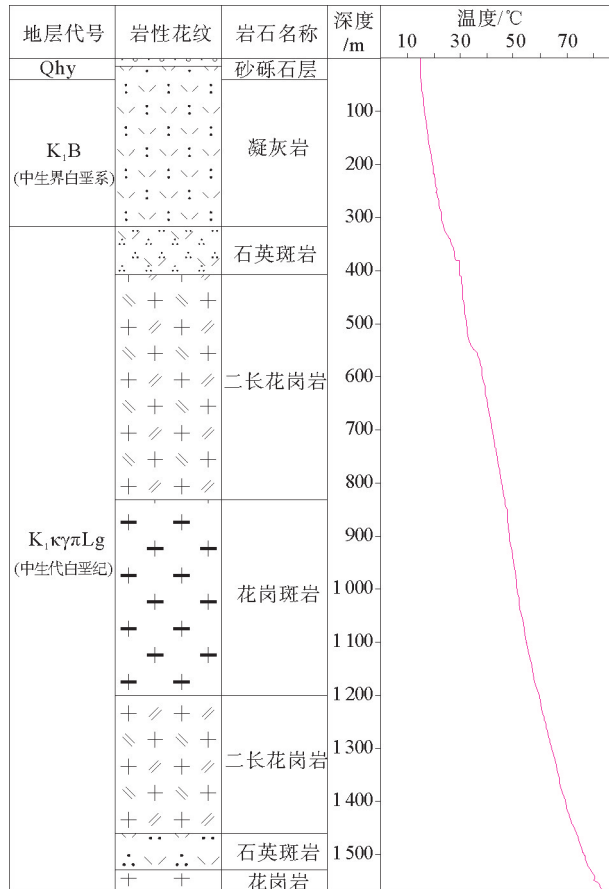 地层代号 岩性花纹 岩石名称 深度/m 温度/℃
10 30 50 70
Qhy 砂砾石层
100
K₁B 凝灰岩
(中生界白垩系)
200
300
石英斑岩
400
500
二长花岗岩
600
700
800
900
K₁κγπLg 花岗斑岩
(中生代白垩纪)
1 000
1 100
1 200
1 300
二长花岗岩
1 400
石英斑岩 1 500
花岗岩